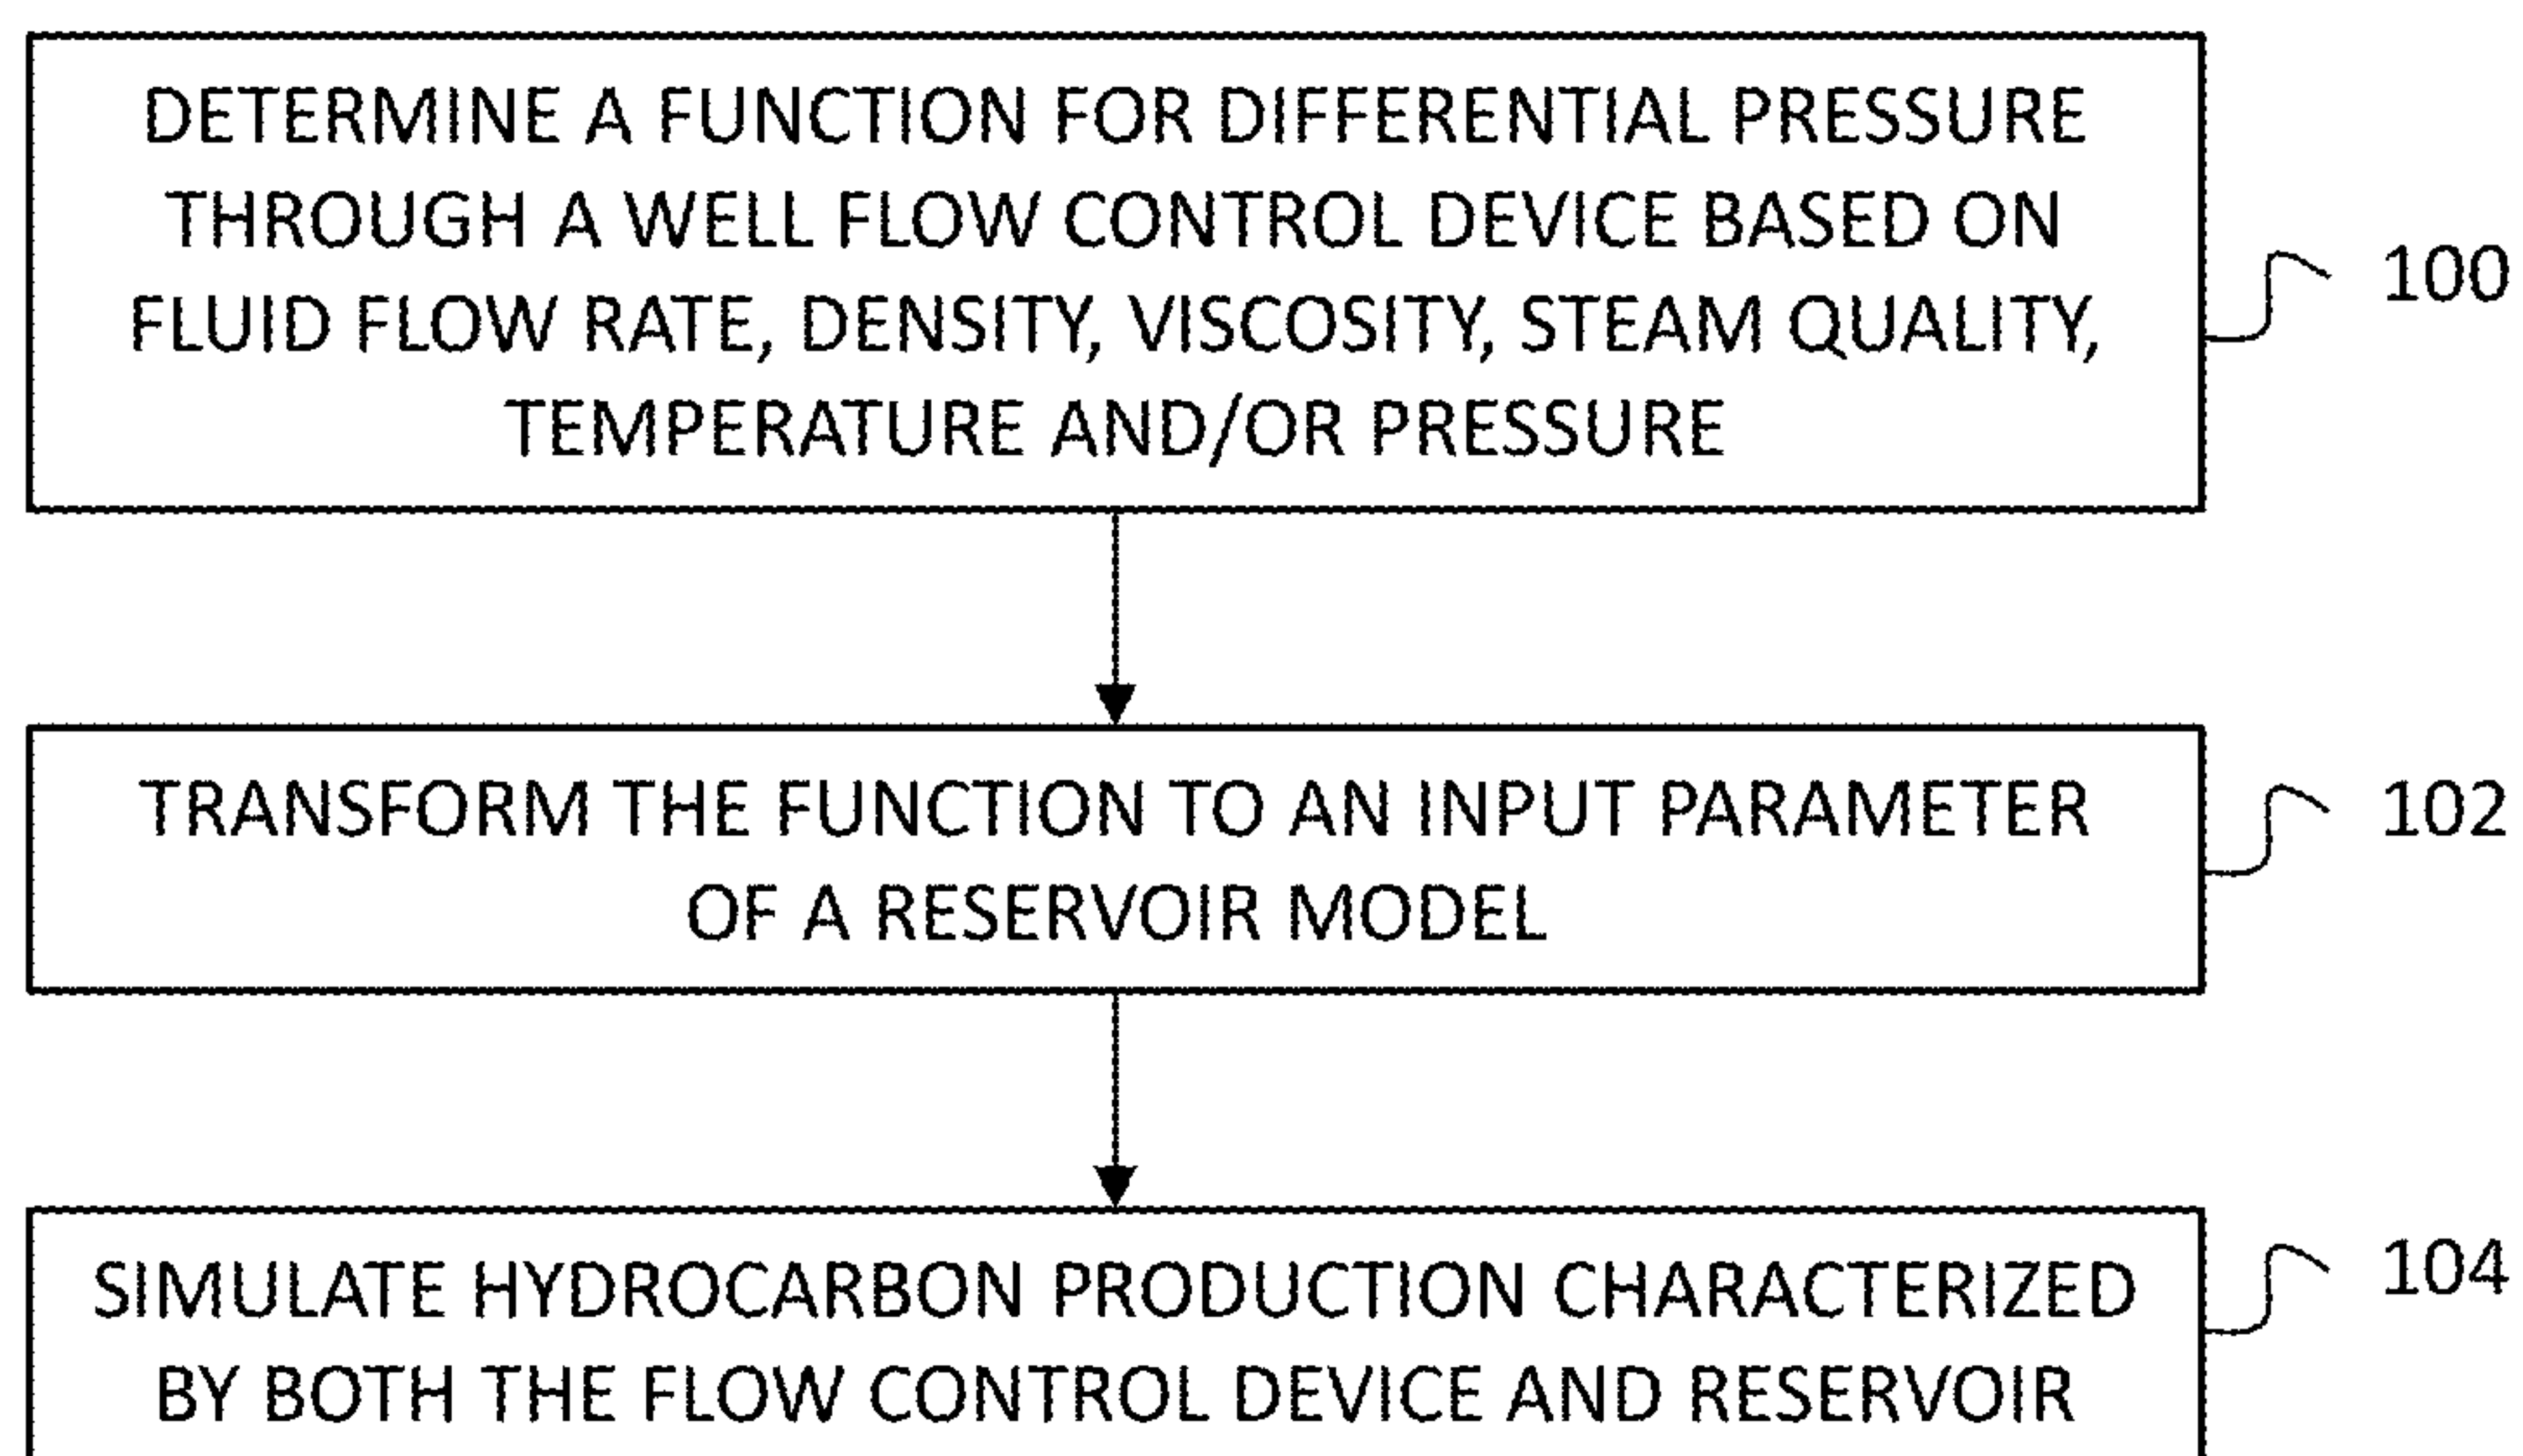 DETERMINE A FUNCTION FOR DIFFERENTIAL PRESSURE
THROUGH A WELL FLOW CONTROL DEVICE BASED ON
FLUID FLOW RATE, DENSITY, VISCOSITY, STEAM QUALITY,
TEMPERATURE AND/OR PRESSURE
100
TRANSFORM THE FUNCTION TO AN INPUT PARAMETER
OF A RESERVOIR MODEL
102
SIMULATE HYDROCARBON PRODUCTION CHARACTERIZED
BY BOTH THE FLOW CONTROL DEVICE AND RESERVOIR
104